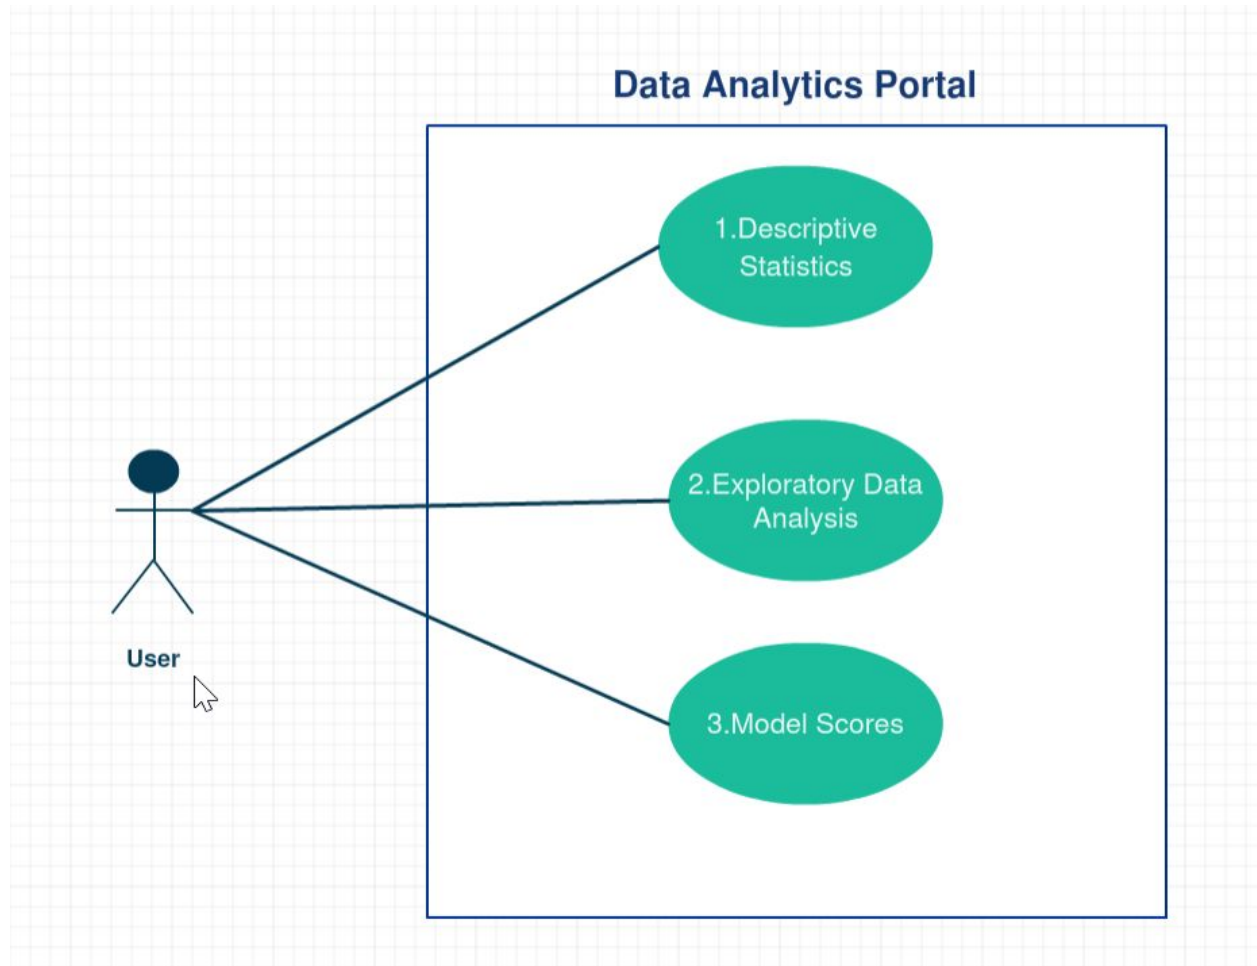 Data Analytics Portal
1.Descriptive
Statistics
2.Exploratory Data
Analysis
User
3.Model Scores